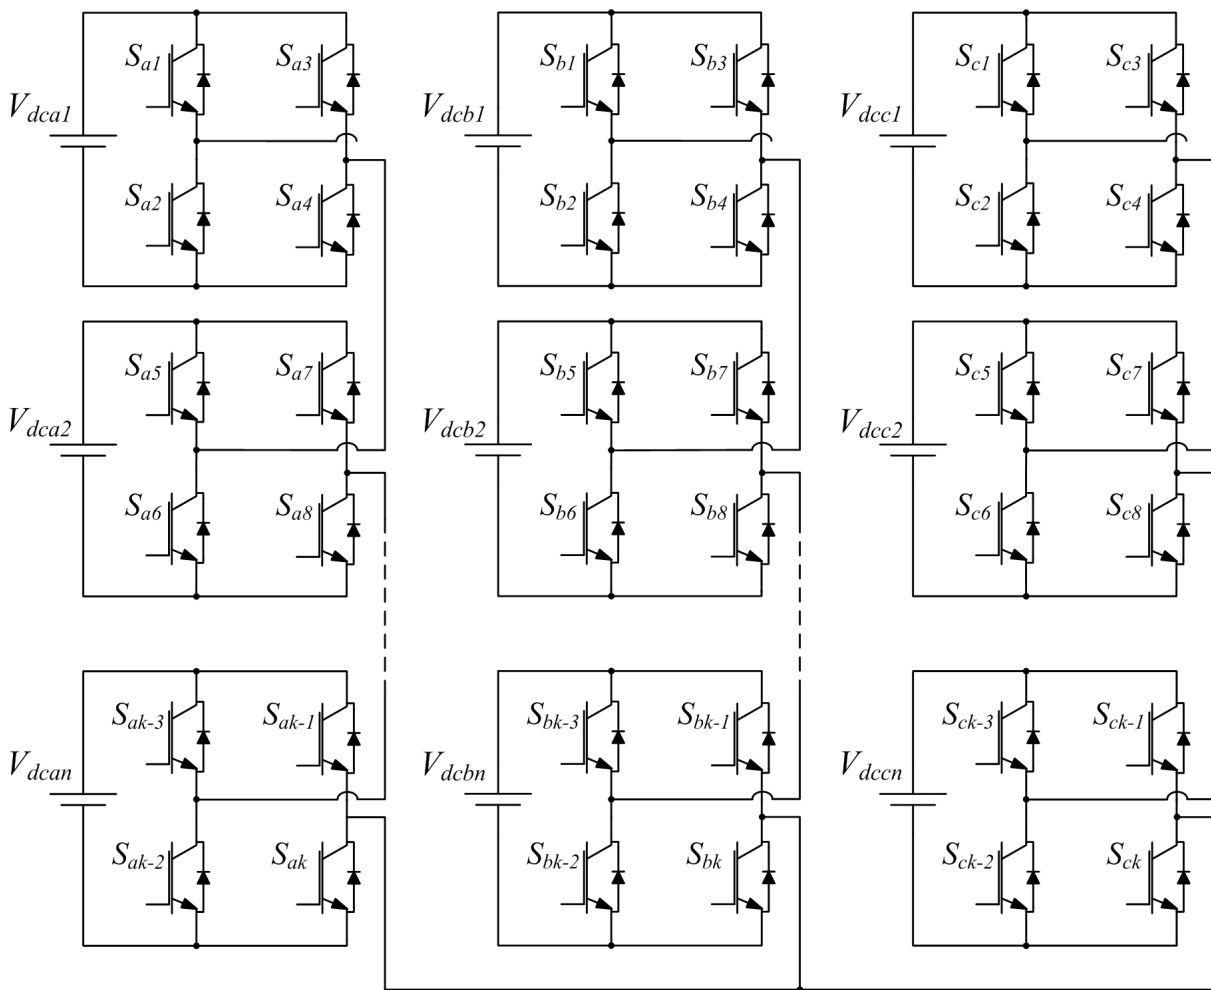 S_a1 S_a3 S_b1 S_b3 S_c1 S_c3
V_dca1 V_dcb1 V_dcc1
S_a2 S_a4 S_b2 S_b4 S_c2 S_c4
S_a5 S_a7 S_b5 S_b7 S_c5 S_c7
V_dca2 V_dcb2 V_dcc2
S_a6 S_a8 S_b6 S_b8 S_c6 S_c8
S_ak-3 S_ak-1 S_bk-3 S_bk-1 S_ck-3 S_ck-1
V_dcan V_dcbn V_dccn
S_ak-2 S_ak S_bk-2 S_bk S_ck-2 S_ck